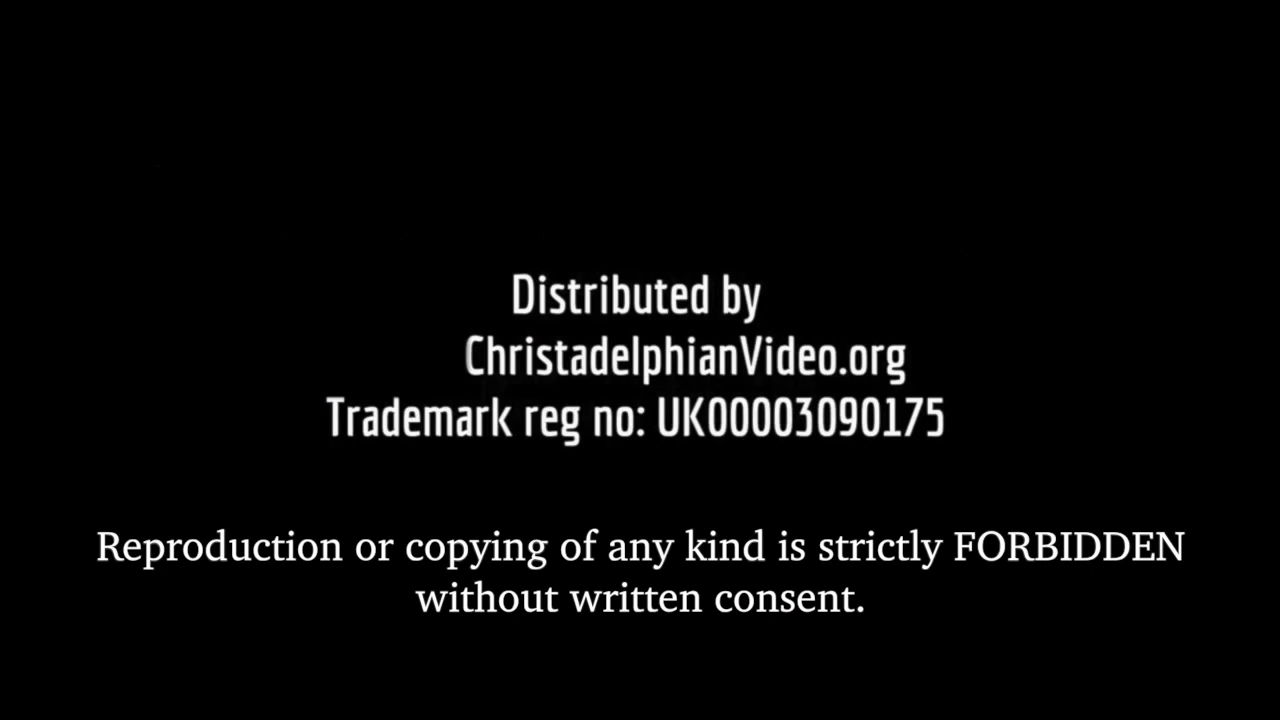 Distributed by
ChristadelphianVideo.org
Trademark reg no: UK00003090175
Reproduction or copying of any kind is strictly FORBIDDEN
without written consent.